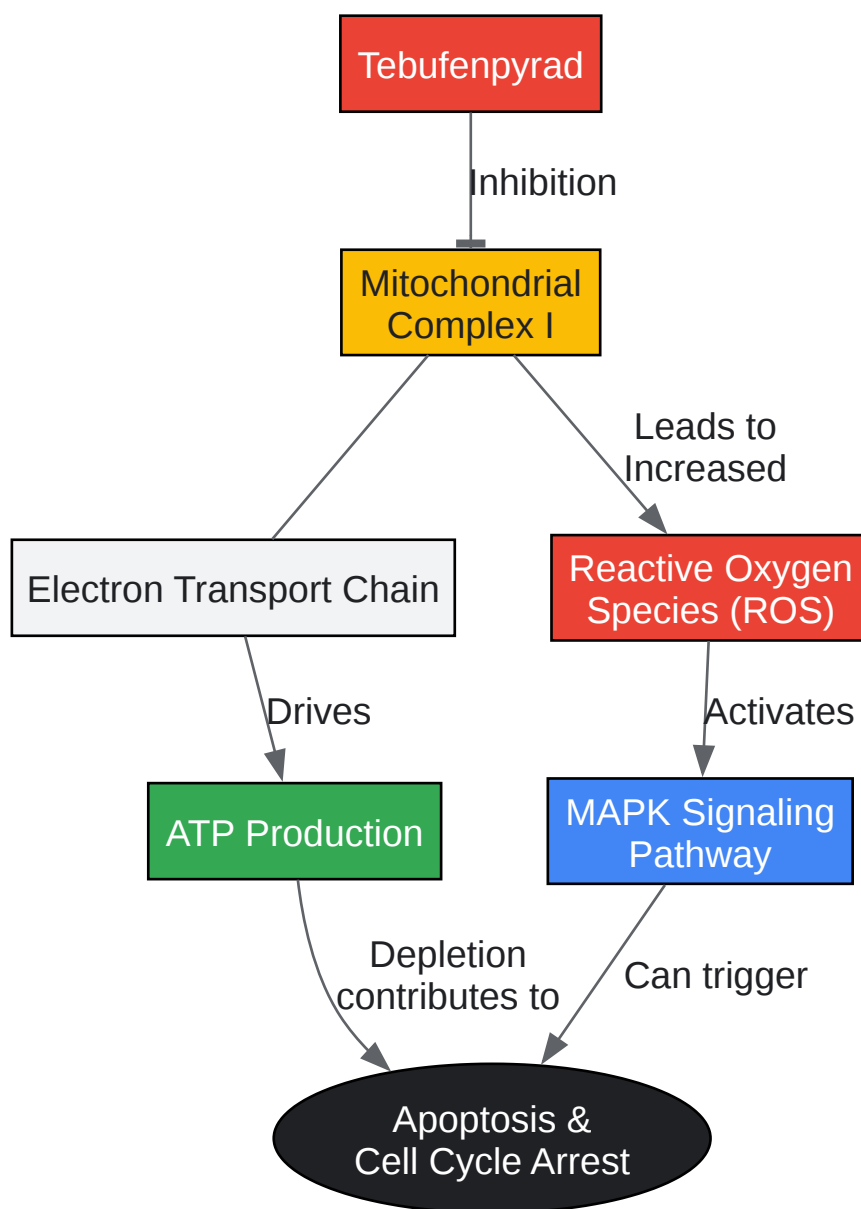 Tebufenpyrad
Inhibition
Mitochondrial
Complex I
Leads to
Increased
Electron Transport Chain
Reactive Oxygen
Species (ROS)
Drives
Activates
ATP Production
MAPK Signaling
Pathway
Depletion
contributes to
Can trigger
Apoptosis &
Cell Cycle Arrest